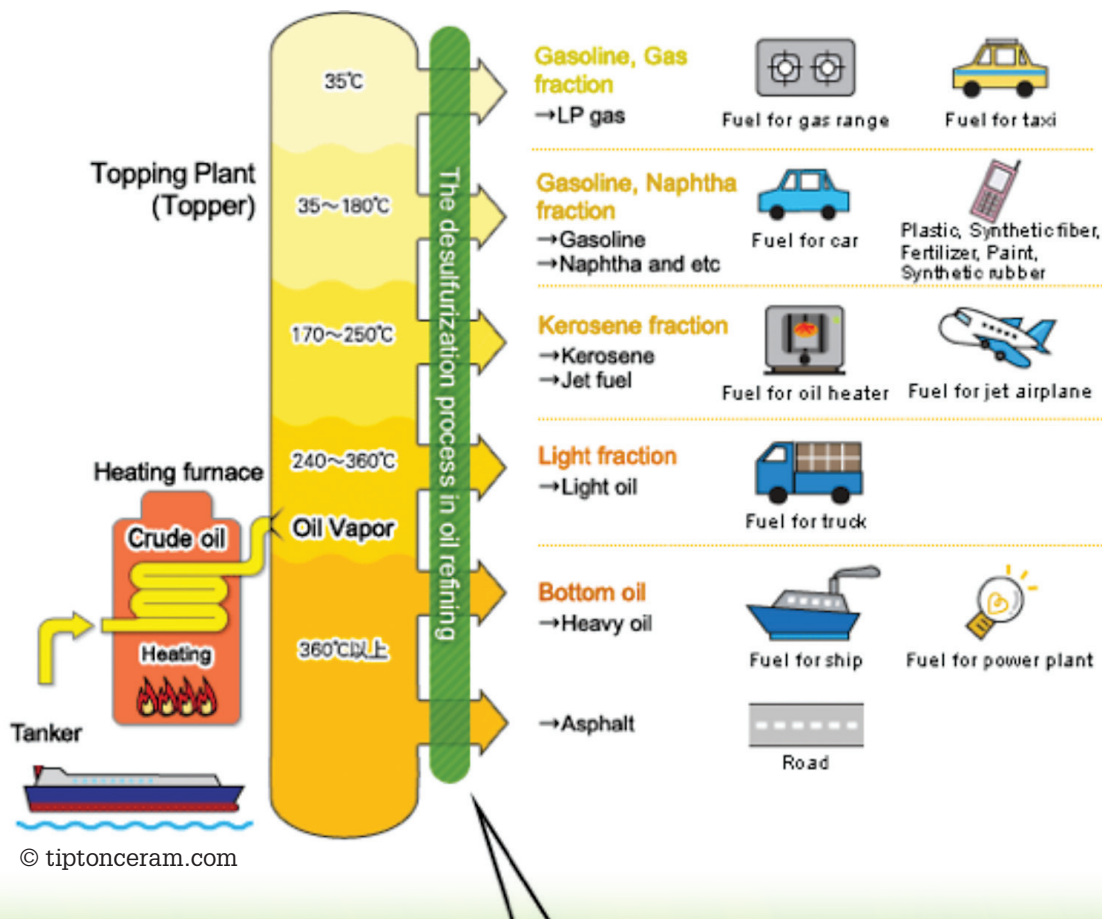 35℃
Gasoline, Gas
fraction
→LP gas
Fuel for gas range
Fuel for taxi
Topping Plant
(Topper)
35～180℃
Gasoline, Naphtha
fraction
→Gasoline
→Naphtha and etc
Fuel for car
Plastic, Synthetic fiber,
Fertilizer, Paint,
Synthetic rubber
170～250℃
Kerosene fraction
→Kerosene
→Jet fuel
Fuel for oil heater
Fuel for jet airplane
The desulfurization process in oil refining
240～360℃
Light fraction
→Light oil
Fuel for truck
Heating furnace
Crude oil
Oil Vapor
Heating
360℃以上
Bottom oil
→Heavy oil
Fuel for ship
Fuel for power plant
→Asphalt
Road
Tanker
© tiptonceram.com